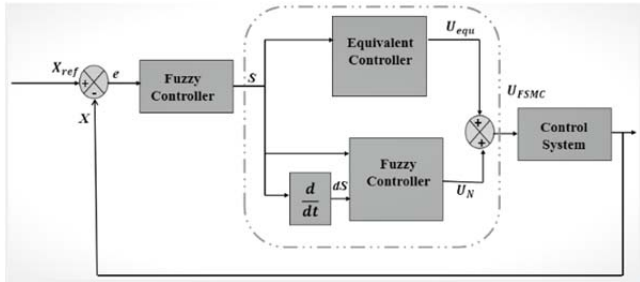 X_ref
+
-
e
X
Fuzzy
Controller
S
Equivalent
Controller
U_equ
d
dt
dS
Fuzzy
Controller
U_N
+
+
U_FSMC
Control
System